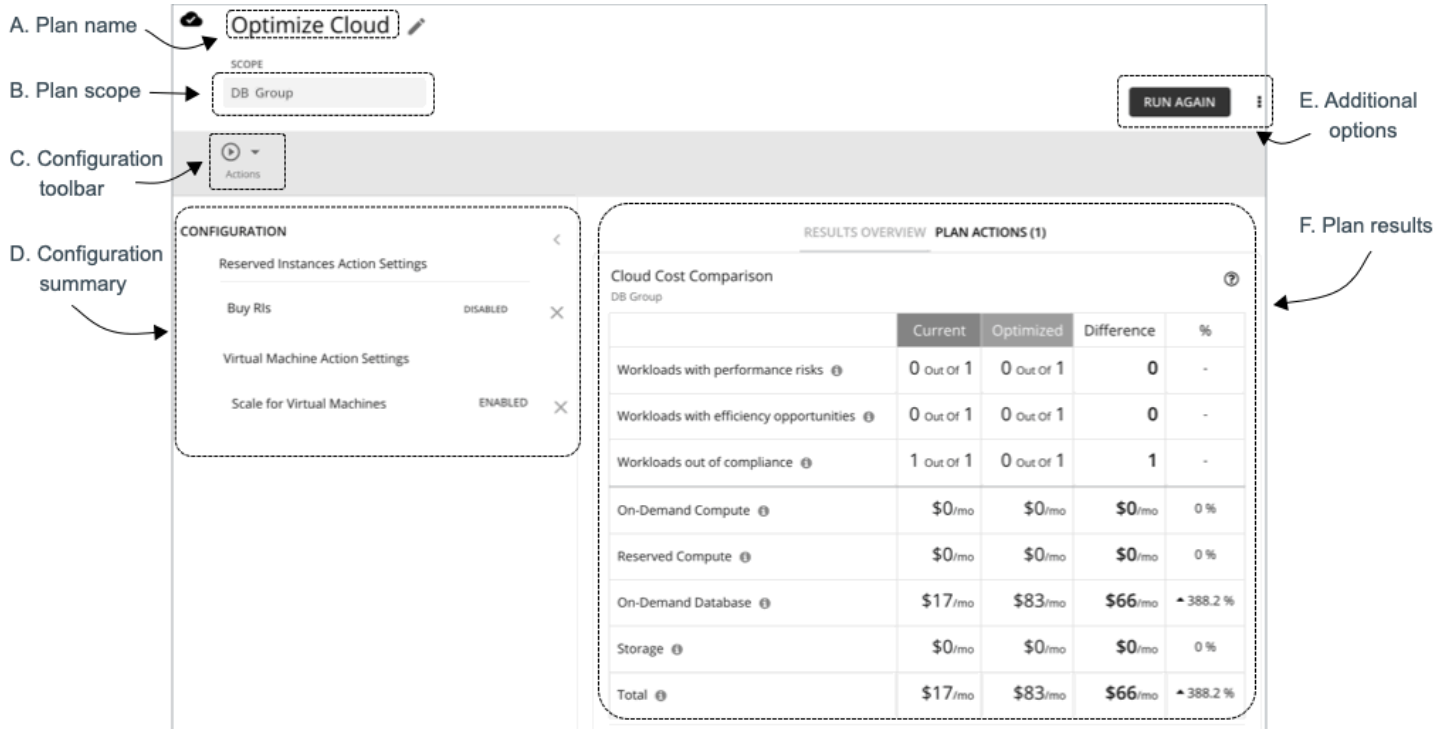 A. Plan name
Optimize Cloud
SCOPE
B. Plan scope
DB Group
RUN AGAIN
E. Additional
options
C. Configuration
toolbar
Actions
D. Configuration
summary
CONFIGURATION
Reserved Instances Action Settings
Buy RIs DISABLED
Virtual Machine Action Settings
Scale for Virtual Machines ENABLED
F. Plan results
RESULTS OVERVIEW PLAN ACTIONS (1)
Cloud Cost Comparison
DB Group
Current Optimized Difference %
Workloads with performance risks 0 Out Of 1 0 Out Of 1 0 -
Workloads with efficiency opportunities 0 Out Of 1 0 Out Of 1 0 -
Workloads out of compliance 1 Out Of 1 0 Out Of 1 1 -
On-Demand Compute $0/mo $0/mo $0/mo 0 %
Reserved Compute $0/mo $0/mo $0/mo 0 %
On-Demand Database $17/mo $83/mo $66/mo 388.2 %
Storage $0/mo $0/mo $0/mo 0 %
Total $17/mo $83/mo $66/mo 388.2 %